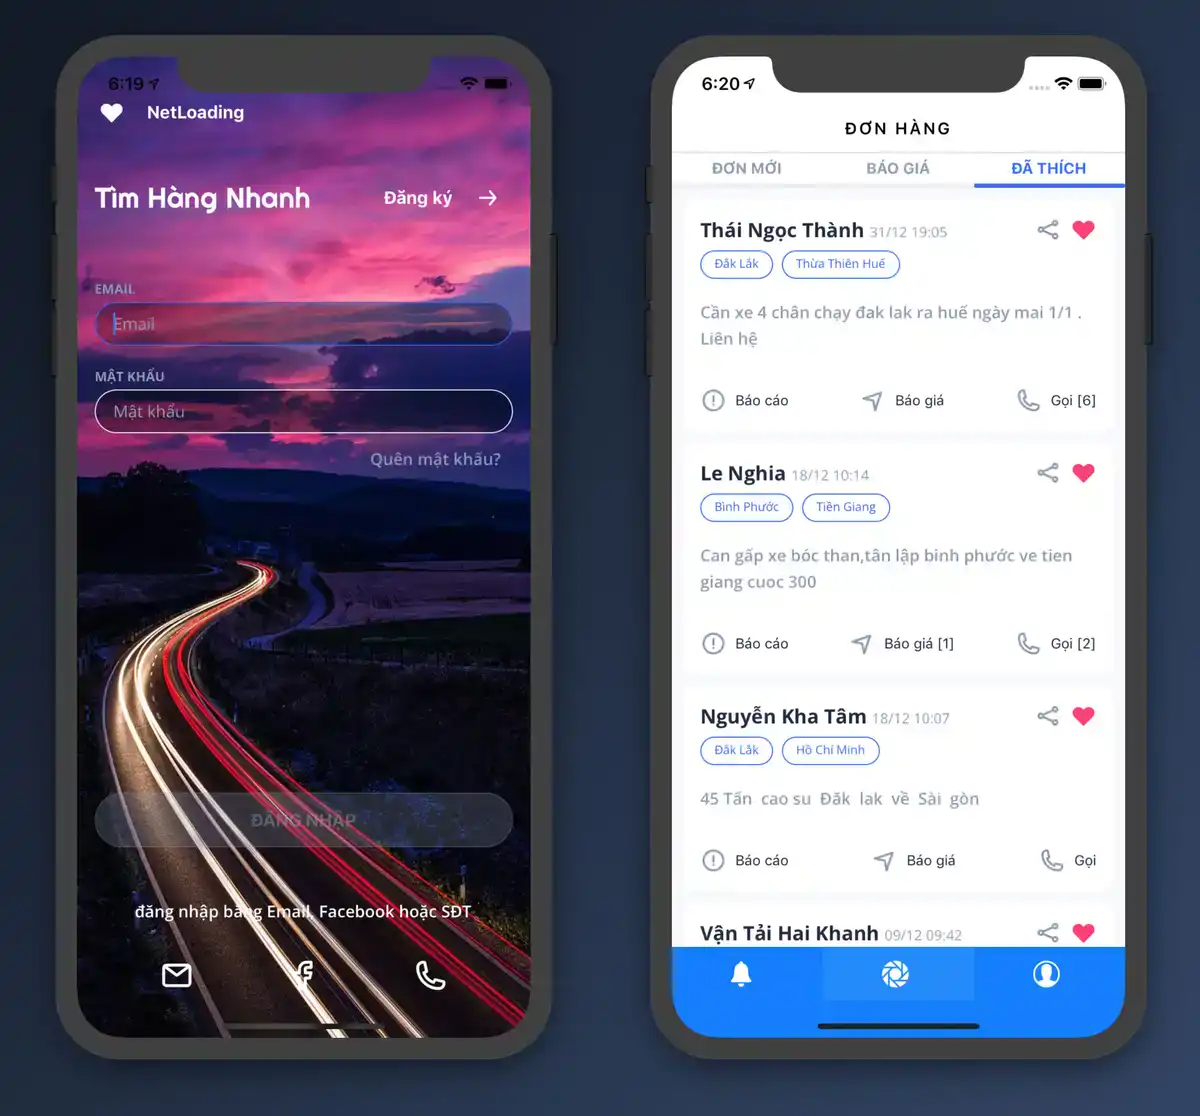 6:19
NetLoading
Tìm Hàng Nhanh
Đăng ký
EMAIL
Email
MẬT KHẨU
Mật khẩu
Quên mật khẩu?
ĐĂNG NHẬP
đăng nhập bằng Email, Facebook hoặc SĐT
6:20
ĐƠN HÀNG
ĐƠN MỚI BÁO GIÁ ĐÃ THÍCH
Thái Ngọc Thành 31/12 19:05
Đắk Lắk Thừa Thiên Huế
Cần xe 4 chân chạy đak lak ra huế ngày mai 1/1 .
Liên hệ
Báo cáo Báo giá Gọi [6]
Le Nghia 18/12 10:14
Bình Phước Tiền Giang
Can gấp xe bóc than,tân lập binh phước ve tien
giang cuoc 300
Báo cáo Báo giá [1] Gọi [2]
Nguyễn Kha Tâm 18/12 10:07
Đắk Lắk Hồ Chí Minh
45 Tấn cao su Đăk lak về Sài gòn
Báo cáo Báo giá Gọi
Vận Tải Hai Khanh 09/12 09:42